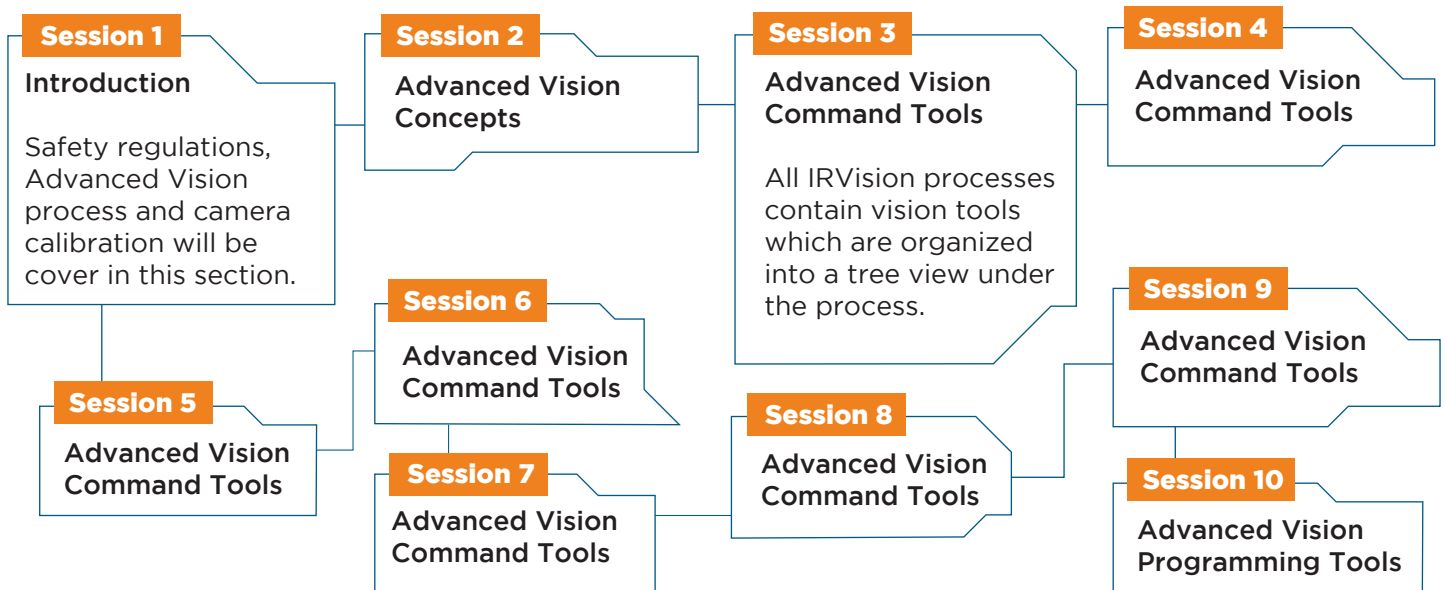 Session 1
Introduction
Safety regulations,
Advanced Vision
process and camera
calibration will be
cover in this section.
Session 2
Advanced Vision
Concepts
Session 3
Advanced Vision
Command Tools
All IRVision processes
contain vision tools
which are organized
into a tree view under
the process.
Session 4
Advanced Vision
Command Tools
Session 5
Advanced Vision
Command Tools
Session 6
Advanced Vision
Command Tools
Session 7
Advanced Vision
Command Tools
Session 8
Advanced Vision
Command Tools
Session 9
Advanced Vision
Command Tools
Session 10
Advanced Vision
Programming Tools